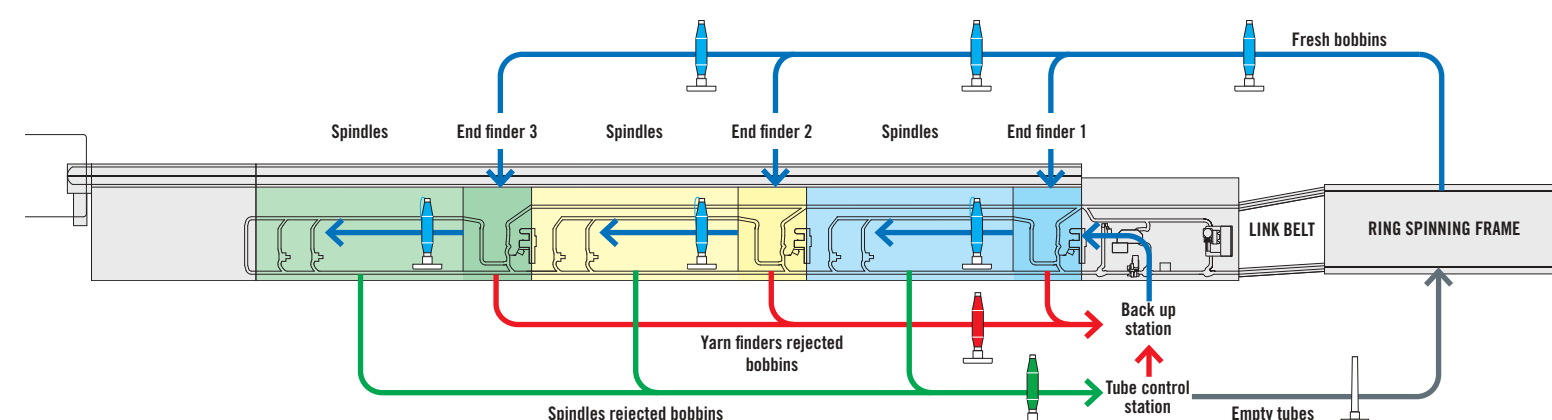 Fresh bobbins
Spindles
End finder 3
Spindles
End finder 2
Spindles
End finder 1
LINK BELT
RING SPINNING FRAME
Back up
station
Yarn finders rejected
bobbins
Tube control
station
Spindles rejected bobbins
Empty tubes